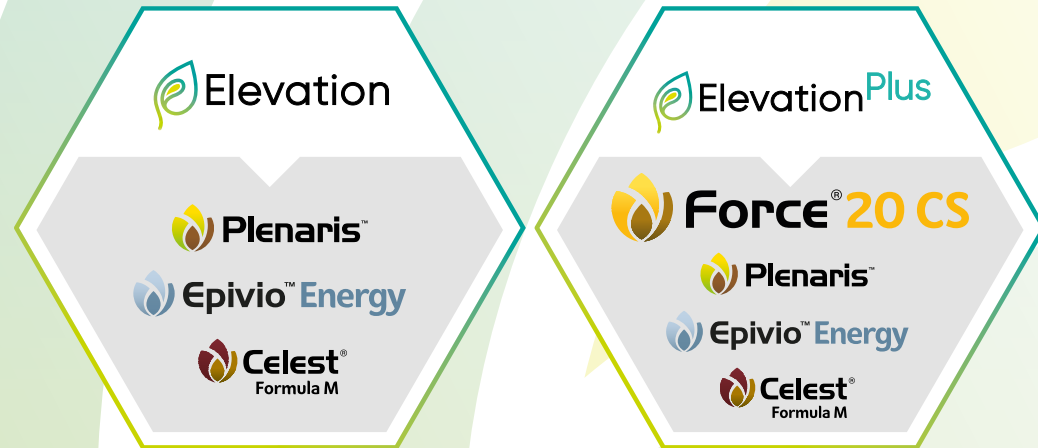 Elevation
Plenaris™
Epivio™ Energy
Celest®
Formula M
ElevationPlus
Force® 20 CS
Plenaris™
Epivio™ Energy
Celest®
Formula M